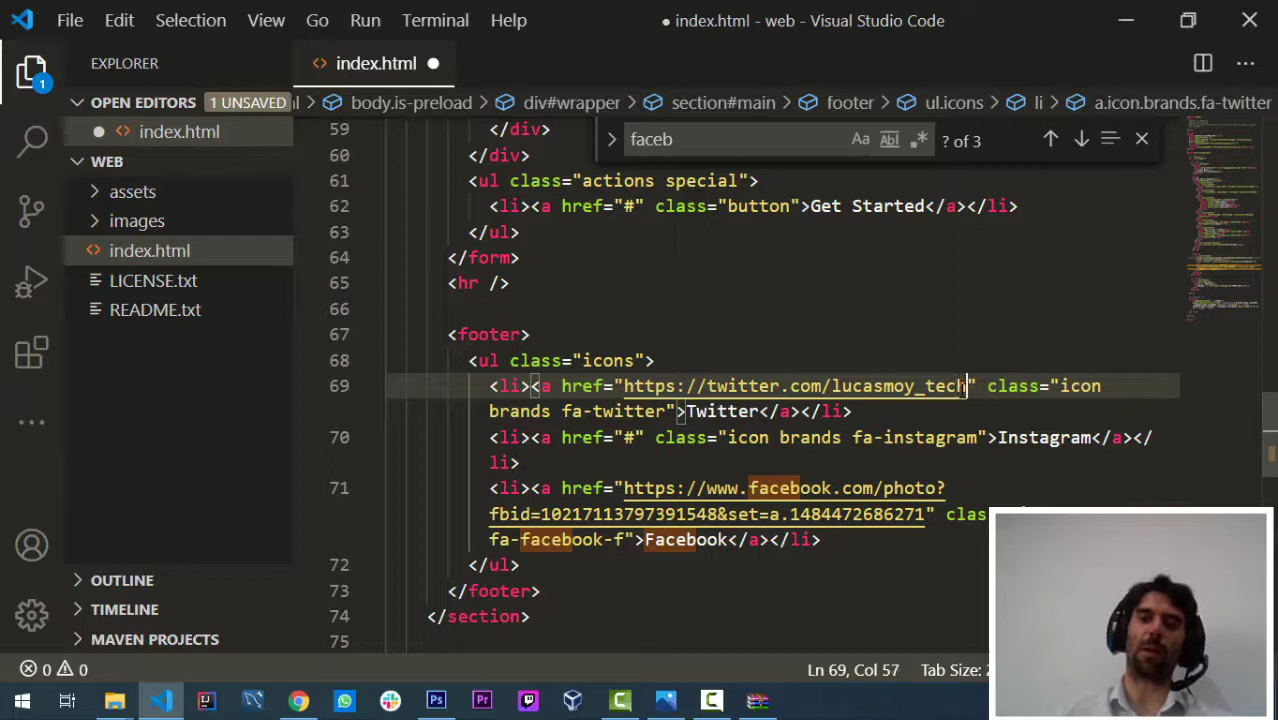 File Edit Selection View Go Run Terminal Help ● index.html - web - Visual Studio Code
EXPLORER
index.html
1
OPEN EDITORS 1 UNSAVED
index.html
WEB
assets
images
index.html
LICENSE.txt
README.txt
OUTLINE
TIMELINE
MAVEN PROJECTS
body.is-preload > div#wrapper > section#main > footer > ul.icons > li > a.icon.brands.fa-twitter
faceb
Aa Abl .* ? of 3
59 </div>
60 </div>
61 <ul class="actions special">
62 <li><a href="#" class="button">Get Started</a></li>
63 </ul>
64 </form>
65 <hr />
66
67 <footer>
68 <ul class="icons">
69 <li><a href="https://twitter.com/lucasmoy_tech" class="icon
brands fa-twitter">Twitter</a></li>
70 <li><a href="#" class="icon brands fa-instagram">Instagram</a></
li>
71 <li><a href="https://www.facebook.com/photo?
fbid=10217113797391548&set=a.1484472686271" clas
fa-facebook-f">Facebook</a></li>
72 </ul>
73 </footer>
74 </section>
75
0 0
Ln 69, Col 57 Tab Size:
Ps
Pr